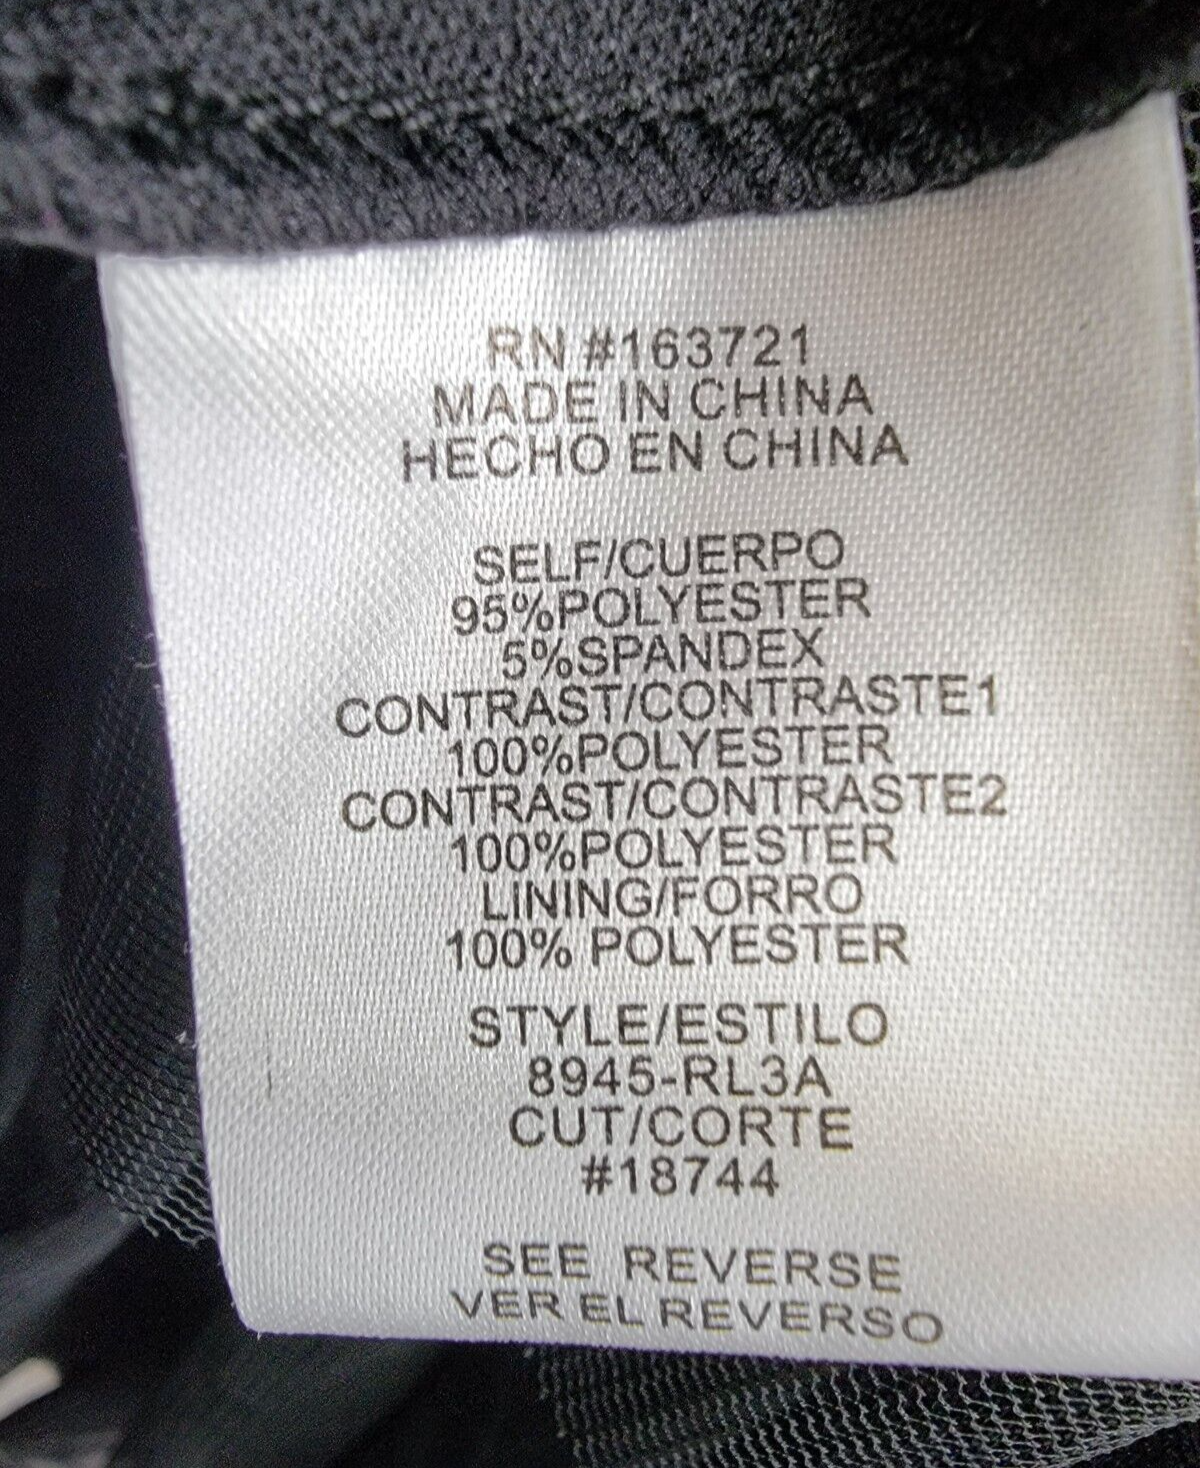 RN #163721
MADE IN CHINA
HECHO EN CHINA
SELF/CUERPO
95%POLYESTER
5%SPANDEX
CONTRAST/CONTRASTE1
100%POLYESTER
CONTRAST/CONTRASTE2
100%POLYESTER
LINING/FORRO
100% POLYESTER
STYLE/ESTILO
8945-RL3A
CUT/CORTE
#18744
SEE REVERSE
VER EL REVERSO